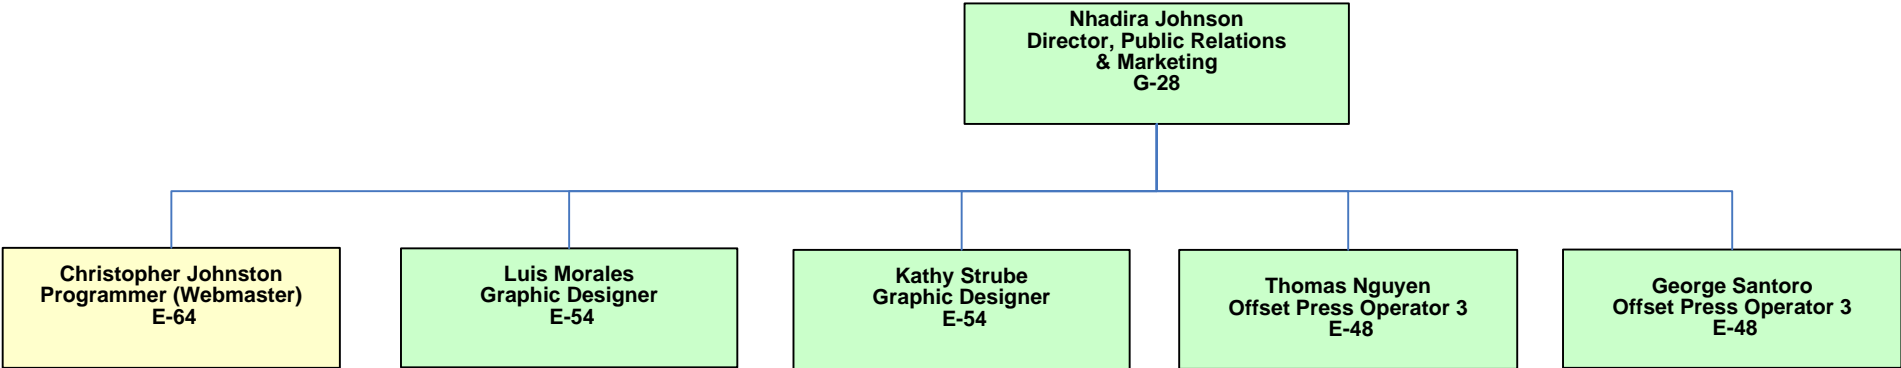 Nhadira Johnson
Director, Public Relations
& Marketing
G-28
Christopher Johnston
Programmer (Webmaster)
E-64
Luis Morales
Graphic Designer
E-54
Kathy Strube
Graphic Designer
E-54
Thomas Nguyen
Offset Press Operator 3
E-48
George Santoro
Offset Press Operator 3
E-48